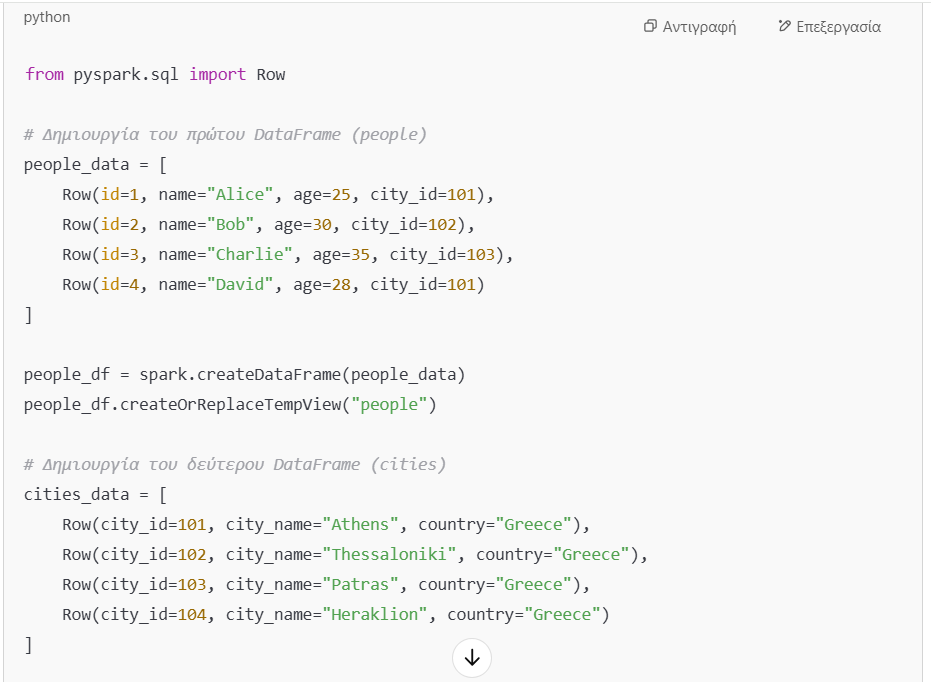 python
Αντιγραφή
Επεξεργασία
from pyspark.sql import Row
# Δημιουργία του πρώτου DataFrame (people)
people_data = [
    Row(id=1, name="Alice", age=25, city_id=101),
    Row(id=2, name="Bob", age=30, city_id=102),
    Row(id=3, name="Charlie", age=35, city_id=103),
    Row(id=4, name="David", age=28, city_id=101)
]
people_df = spark.createDataFrame(people_data)
people_df.createOrReplaceTempView("people")
# Δημιουργία του δεύτερου DataFrame (cities)
cities_data = [
    Row(city_id=101, city_name="Athens", country="Greece"),
    Row(city_id=102, city_name="Thessaloniki", country="Greece"),
    Row(city_id=103, city_name="Patras", country="Greece"),
    Row(city_id=104, city_name="Heraklion", country="Greece")
]